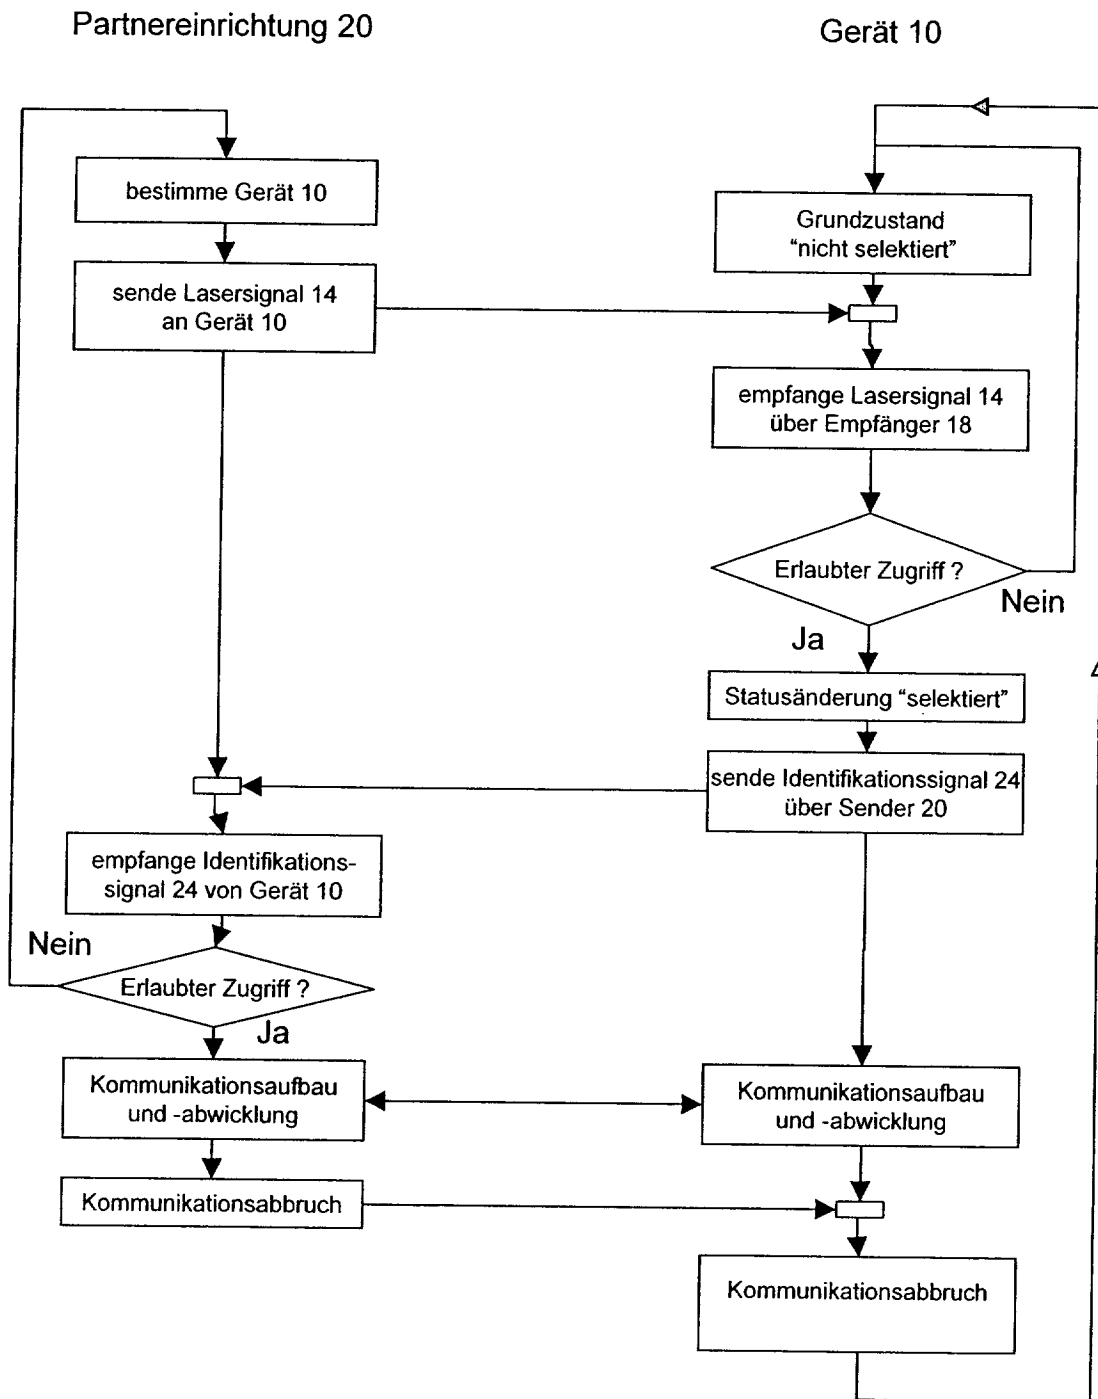 Partnereinrichtung 20
Gerät 10
bestimme Gerät 10
sende Lasersignal 14
an Gerät 10
Grundzustand
“nicht selektiert”
empfange Lasersignal 14
über Empfänger 18
Erlaubter Zugriff ?
Nein
Ja
Statusänderung “selektiert”
sende Identifikationssignal 24
über Sender 20
empfange Identifikations-
signal 24 von Gerät 10
Nein
Erlaubter Zugriff ?
Ja
Kommunikationsaufbau
und -abwicklung
Kommunikationsaufbau
und -abwicklung
Kommunikationsabbruch
Kommunikationsabbruch